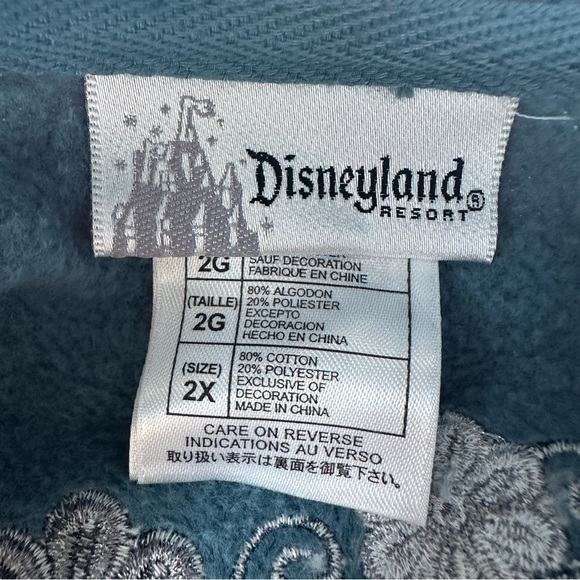 Disneyland®
RESORT
2G
SAUF DECORATION
FABRIQUE EN CHINE
(TAILLE)
2G
80% ALGODON
20% POLIESTER
EXCEPTO
DECORACION
HECHO EN CHINA
(SIZE)
2X
80% COTTON
20% POLYESTER
EXCLUSIVE OF
DECORATION
MADE IN CHINA
CARE ON REVERSE
INDICATIONS AU VERSO
取り扱い表示は裏面を御覧下さい